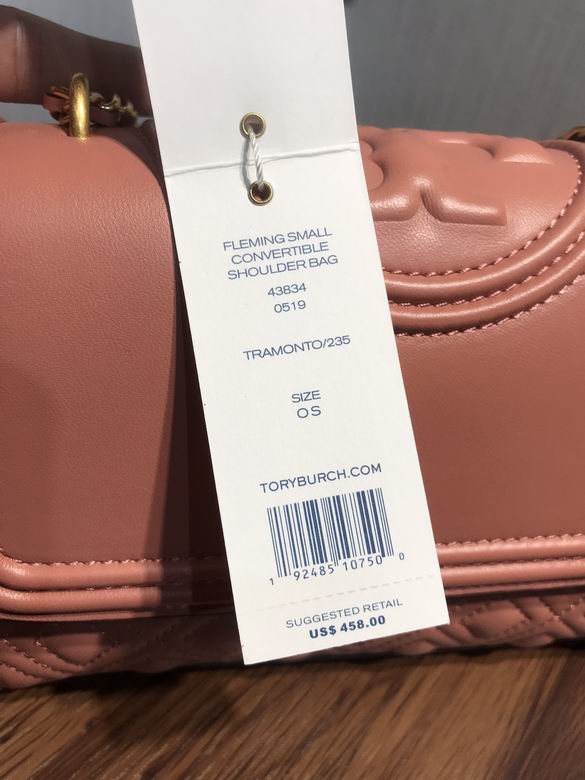 FLEMING SMALL
CONVERTIBLE
SHOULDER BAG
43834
0519
TRAMONTO/235
SIZE
OS
TORYBURCH.COM
1 92485 10750 0
SUGGESTED RETAIL
US$ 458.00